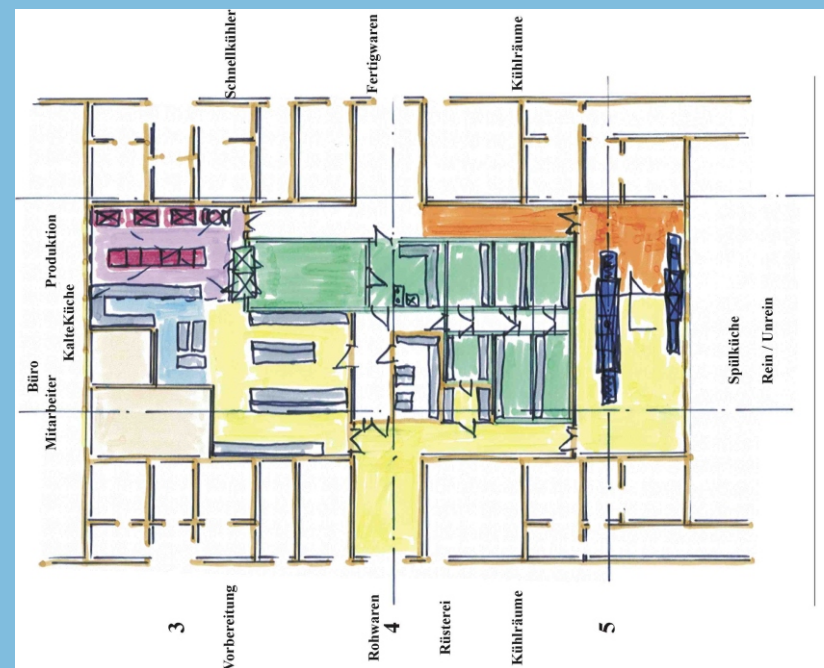 Schnellkühler
Fertigwaren
Kühlräume
Produktion
KalteKüche
Büro
Mitarbeiter
Spülküche
Rein / Unrein
3
4
5
Vorbereitung
Rohwaren
Rüsterei
Kühlräume